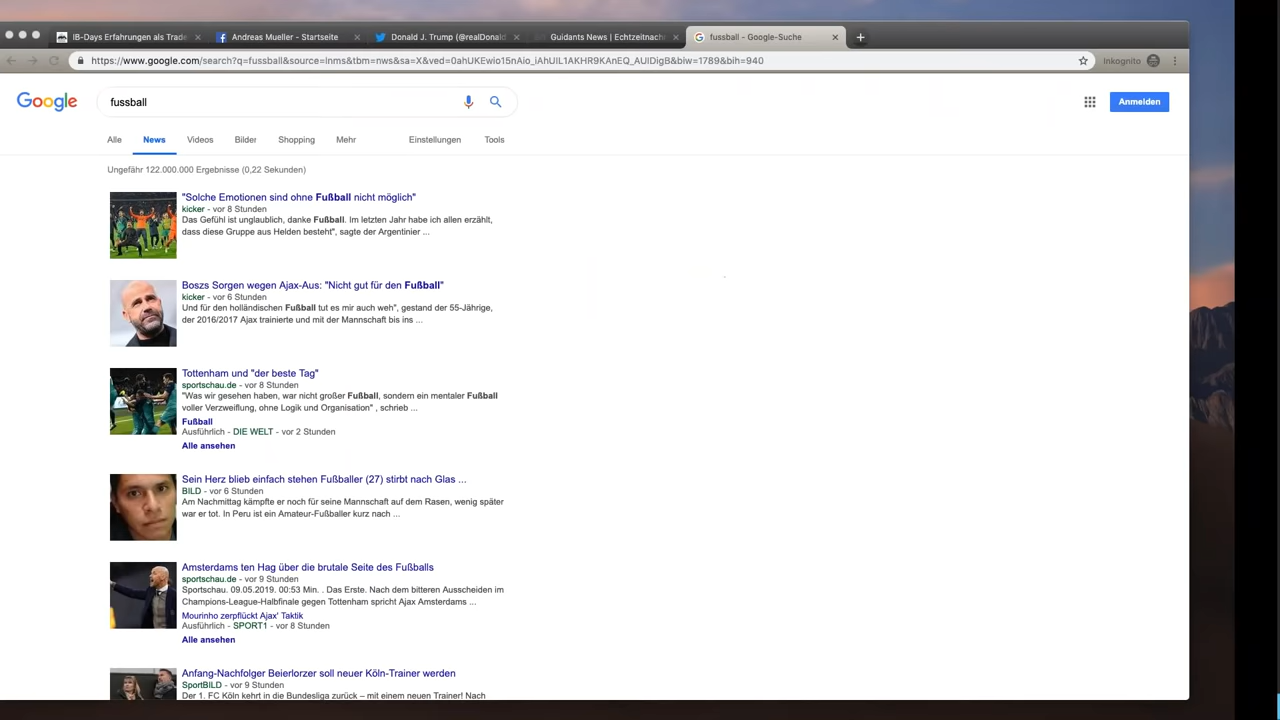 IB-Days Erfahrungen als Trade
Andreas Mueller - Startseite
Donald J. Trump (@realDonald
Guidants News | Echtzeitnach
fussball - Google-Suche
https://www.google.com/search?q=fussball&source=lnms&tbm=nws&sa=X&ved=0ahUKEwio15nAio_iAhUIL1AKHR9KAnEQ_AUIDigB&biw=1789&bih=940
Inkognito
Google
fussball
Anmelden
Alle News Videos Bilder Shopping Mehr Einstellungen Tools
Ungefähr 122.000.000 Ergebnisse (0,22 Sekunden)
"Solche Emotionen sind ohne Fußball nicht möglich"
kicker - vor 8 Stunden
Das Gefühl ist unglaublich, danke Fußball. Im letzten Jahr habe ich allen erzählt,
dass diese Gruppe aus Helden besteht", sagte der Argentinier ...
Boszs Sorgen wegen Ajax-Aus: "Nicht gut für den Fußball"
kicker - vor 6 Stunden
Und für den holländischen Fußball tut es mir auch weh", gestand der 55-Jährige,
der 2016/2017 Ajax trainierte und mit der Mannschaft bis ins ...
Tottenham und "der beste Tag"
sportschau.de - vor 8 Stunden
"Was wir gesehen haben, war nicht großer Fußball, sondern ein mentaler Fußball
voller Verzweiflung, ohne Logik und Organisation" , schrieb ...
Fußball
Ausführlich - DIE WELT - vor 2 Stunden
Alle ansehen
Sein Herz blieb einfach stehen Fußballer (27) stirbt nach Glas ...
BILD - vor 6 Stunden
Am Nachmittag kämpfte er noch für seine Mannschaft auf dem Rasen, wenig später
war er tot. In Peru ist ein Amateur-Fußballer kurz nach ...
Amsterdams ten Hag über die brutale Seite des Fußballs
sportschau.de - vor 9 Stunden
Sportschau. 09.05.2019. 00:53 Min. . Das Erste. Nach dem bitteren Ausscheiden im
Champions-League-Halbfinale gegen Tottenham spricht Ajax Amsterdams ...
Mourinho zerpflückt Ajax' Taktik
Ausführlich - SPORT1 - vor 8 Stunden
Alle ansehen
Anfang-Nachfolger Beierlorzer soll neuer Köln-Trainer werden
SportBILD - vor 9 Stunden
Der 1. FC Köln kehrt in die Bundesliga zurück – mit einem neuen Trainer! Nach